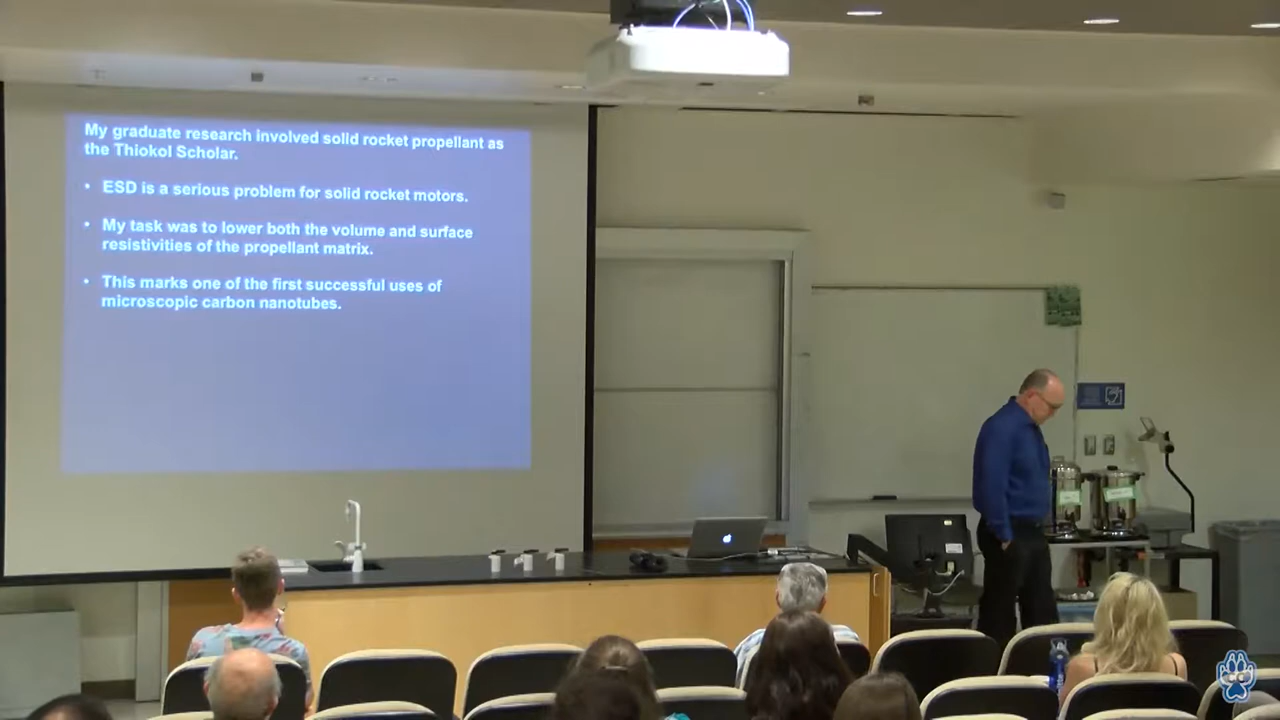 My graduate research involved solid rocket propellant as
the Thiokol Scholar.
• ESD is a serious problem for solid rocket motors.
• My task was to lower both the volume and surface
resistivities of the propellant matrix.
• This marks one of the first successful uses of
microscopic carbon nanotubes.